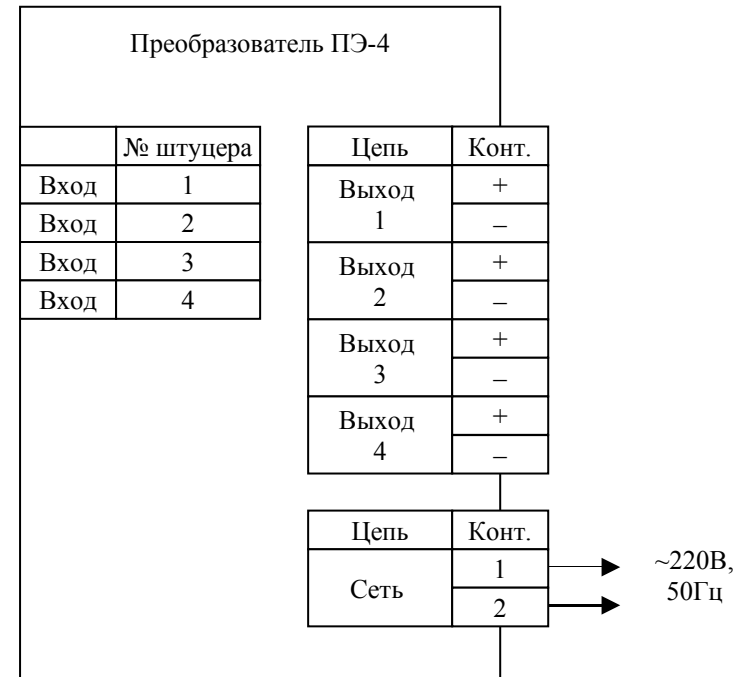 Преобразователь ПЭ-4
№ штуцера
Вход 1
Вход 2
Вход 3
Вход 4
Цепь Конт.
Выход 1 + –
Выход 2 + –
Выход 3 + –
Выход 4 + –
Цепь Конт.
Сеть 1 2
~220В,
50Гц